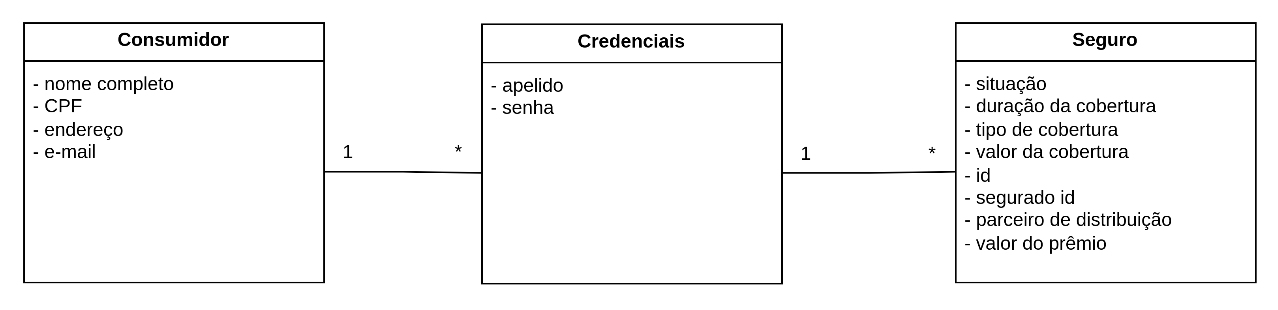 Consumidor
- nome completo
- CPF
- endereço
- e-mail
1
*
Credenciais
- apelido
- senha
1
*
Seguro
- situação
- duração da cobertura
- tipo de cobertura
- valor da cobertura
- id
- segurado id
- parceiro de distribuição
- valor do prêmio